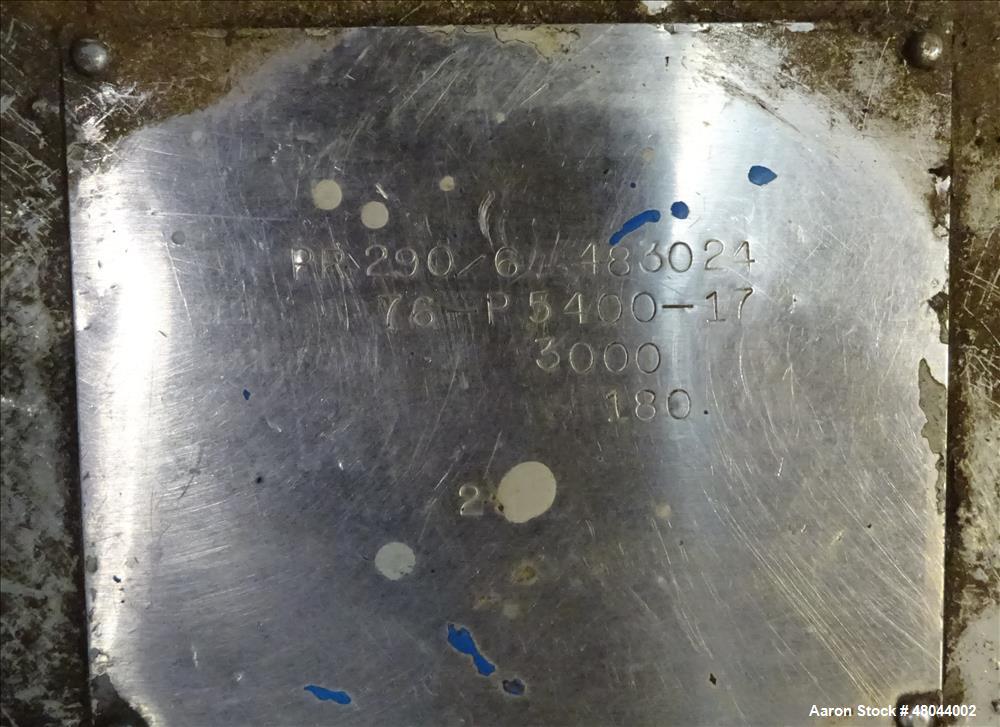 RR 290/6 483024
76-P5400-17
3000
180
2
Aaron Stock # 48044002